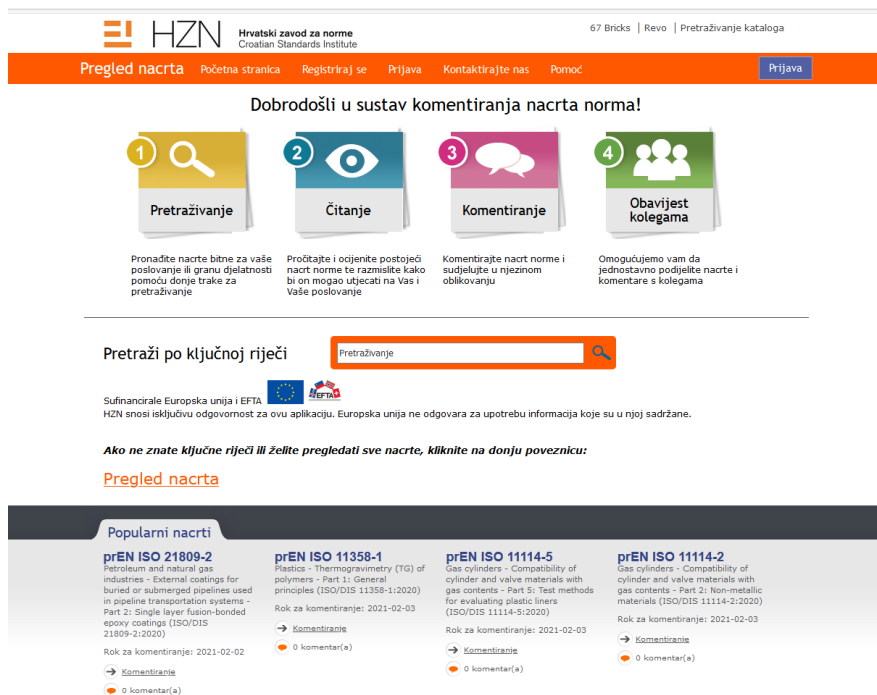 HZN
Hrvatski zavod za norme
Croatian Standards Institute
67 Bricks | Revo | Pretraživanje kataloga
Pregled nacrta Početna stranica Registriraj se Prijava Kontaktirajte nas Pomoć Prijava
Dobrodošli u sustav komentiranja nacrta norma!
1
Pretraživanje
Pronađite nacrte bitne za vaše
poslovanje ili granu djelatnosti
pomoću donje trake za
pretraživanje
2
Čitanje
Pročitajte i ocijenite postojeći
nacrt norme te razmislite kako
bi on mogao utjecati na Vas i
Vaše poslovanje
3
Komentiranje
Komentirajte nacrt norme i
sudjelujte u njezinom
oblikovanju
4
Obavijest
kolegama
Omogućujemo vam da
jednostavno podijelite nacrte i
komentare s kolegama
Pretraži po ključnoj riječi
Pretraživanje
Sufinancirale Europska unija i EFTA
EFTA
HZN snosi isključivu odgovornost za ovu aplikaciju. Europska unija ne odgovara za upotrebu informacija koje su u njoj sadržane.
Ako ne znate ključne riječi ili želite pregledati sve nacrte, kliknite na donju poveznicu:
Pregled nacrta
Popularni nacrti
prEN ISO 21809-2
Petroleum and natural gas
industries - External coatings for
buried or submerged pipelines used
in pipeline transportation systems -
Part 2: Single layer fusion-bonded
epoxy coatings (ISO/DIS
21809-2:2020)
Rok za komentiranje: 2021-02-02
Komentiranje
0 komentar(a)
prEN ISO 11358-1
Plastics - Thermogravimetry (TG) of
polymers - Part 1: General
principles (ISO/DIS 11358-1:2020)
Rok za komentiranje: 2021-02-03
Komentiranje
0 komentar(a)
prEN ISO 11114-5
Gas cylinders - Compatibility of
cylinder and valve materials with
gas contents - Part 5: Test methods
for evaluating plastic liners
(ISO/DIS 11114-5:2020)
Rok za komentiranje: 2021-02-03
Komentiranje
0 komentar(a)
prEN ISO 11114-2
Gas cylinders - Compatibility of
cylinder and valve materials with
gas contents - Part 2: Non-metallic
materials (ISO/DIS 11114-2:2020)
Rok za komentiranje: 2021-02-03
Komentiranje
0 komentar(a)